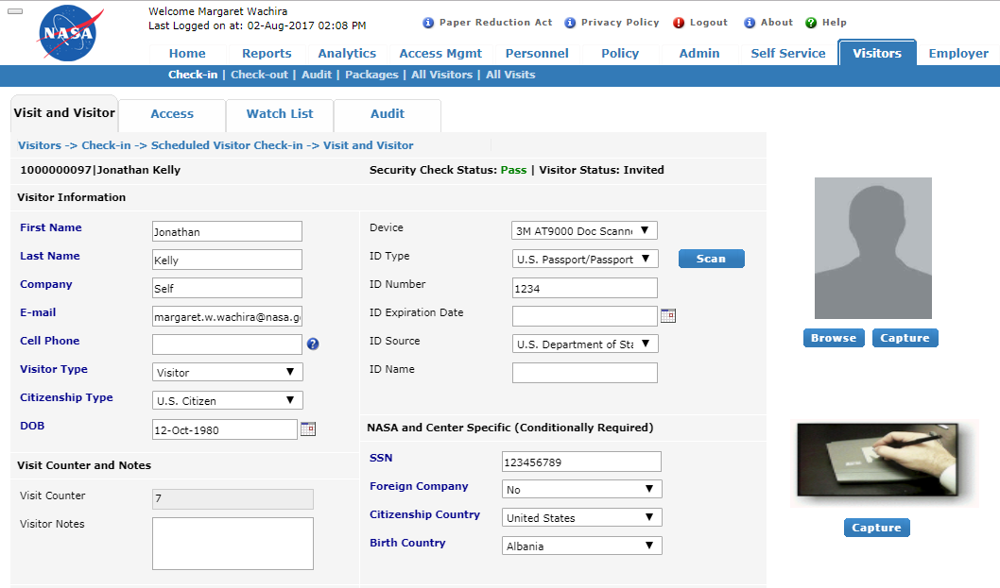 Welcome Margaret Wachira
Last Logged on at: 02-Aug-2017 02:08 PM
Paper Reduction Act Privacy Policy Logout About Help
NASA
Home Reports Analytics Access Mgmt Personnel Policy Admin Self Service Visitors Employer
Check-in | Check-out | Audit | Packages | All Visitors | All Visits
Visit and Visitor Access Watch List Audit
Visitors -> Check-in -> Scheduled Visitor Check-in -> Visit and Visitor
1000000097|Jonathan Kelly Security Check Status: Pass | Visitor Status: Invited
Visitor Information
First Name Jonathan
Last Name Kelly
Company Self
E-mail margaret.w.wachira@nasa.g
Cell Phone
Visitor Type Visitor
Citizenship Type U.S. Citizen
DOB 12-Oct-1980
Visit Counter and Notes
Visit Counter 7
Visitor Notes
Device 3M AT9000 Doc Scann
ID Type U.S. Passport/Passport Scan
ID Number 1234
ID Expiration Date
ID Source U.S. Department of Sta
ID Name
NASA and Center Specific (Conditionally Required)
SSN 123456789
Foreign Company No
Citizenship Country United States
Birth Country Albania
Browse Capture
Capture